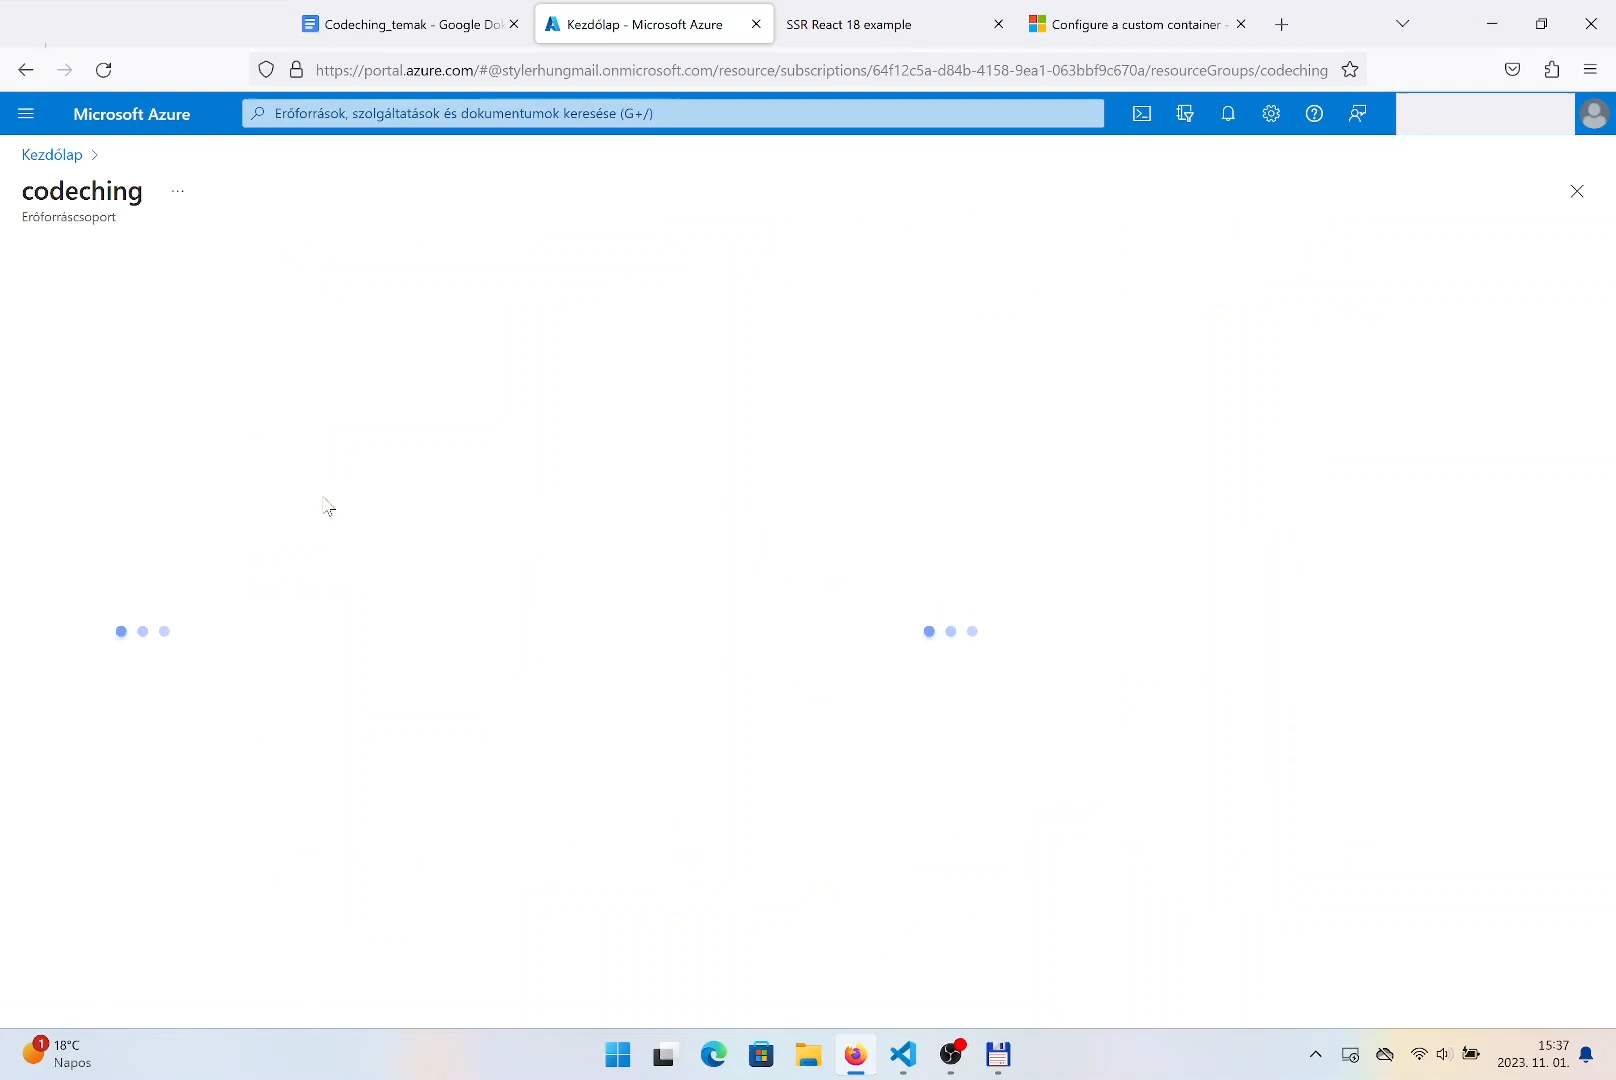 Codeching_temak - Google Do
Kezdőlap - Microsoft Azure
SSR React 18 example
Configure a custom container -
https://portal.azure.com/#@stylerhungmail.onmicrosoft.com/resource/subscriptions/64f12c5a-d84b-4158-9ea1-063bbf9c670a/resourceGroups/codeching
Microsoft Azure
Erőforrások, szolgáltatások és dokumentumok keresése (G+/)
Kezdőlap
codeching
Erőforráscsoport
1
18°C
Napos
15:37
2023. 11. 01.